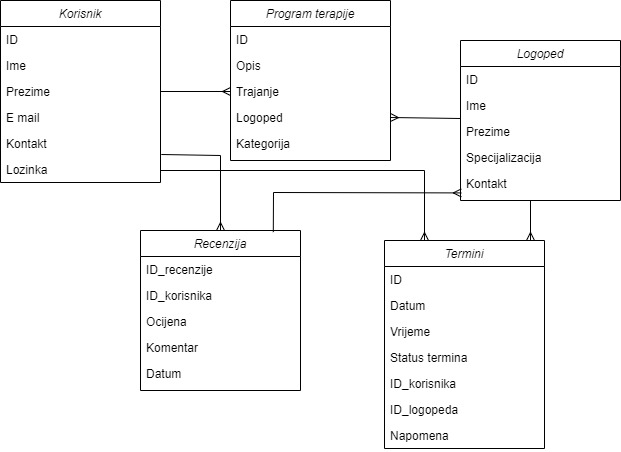 Korisnik
ID
Ime
Prezime
E mail
Kontakt
Lozinka
Program terapije
ID
Opis
Trajanje
Logoped
Kategorija
Logoped
ID
Ime
Prezime
Specijalizacija
Kontakt
Recenzija
ID_recenzije
ID_korisnika
Ocijena
Komentar
Datum
Termini
ID
Datum
Vrijeme
Status termina
ID_korisnika
ID_logopeda
Napomena